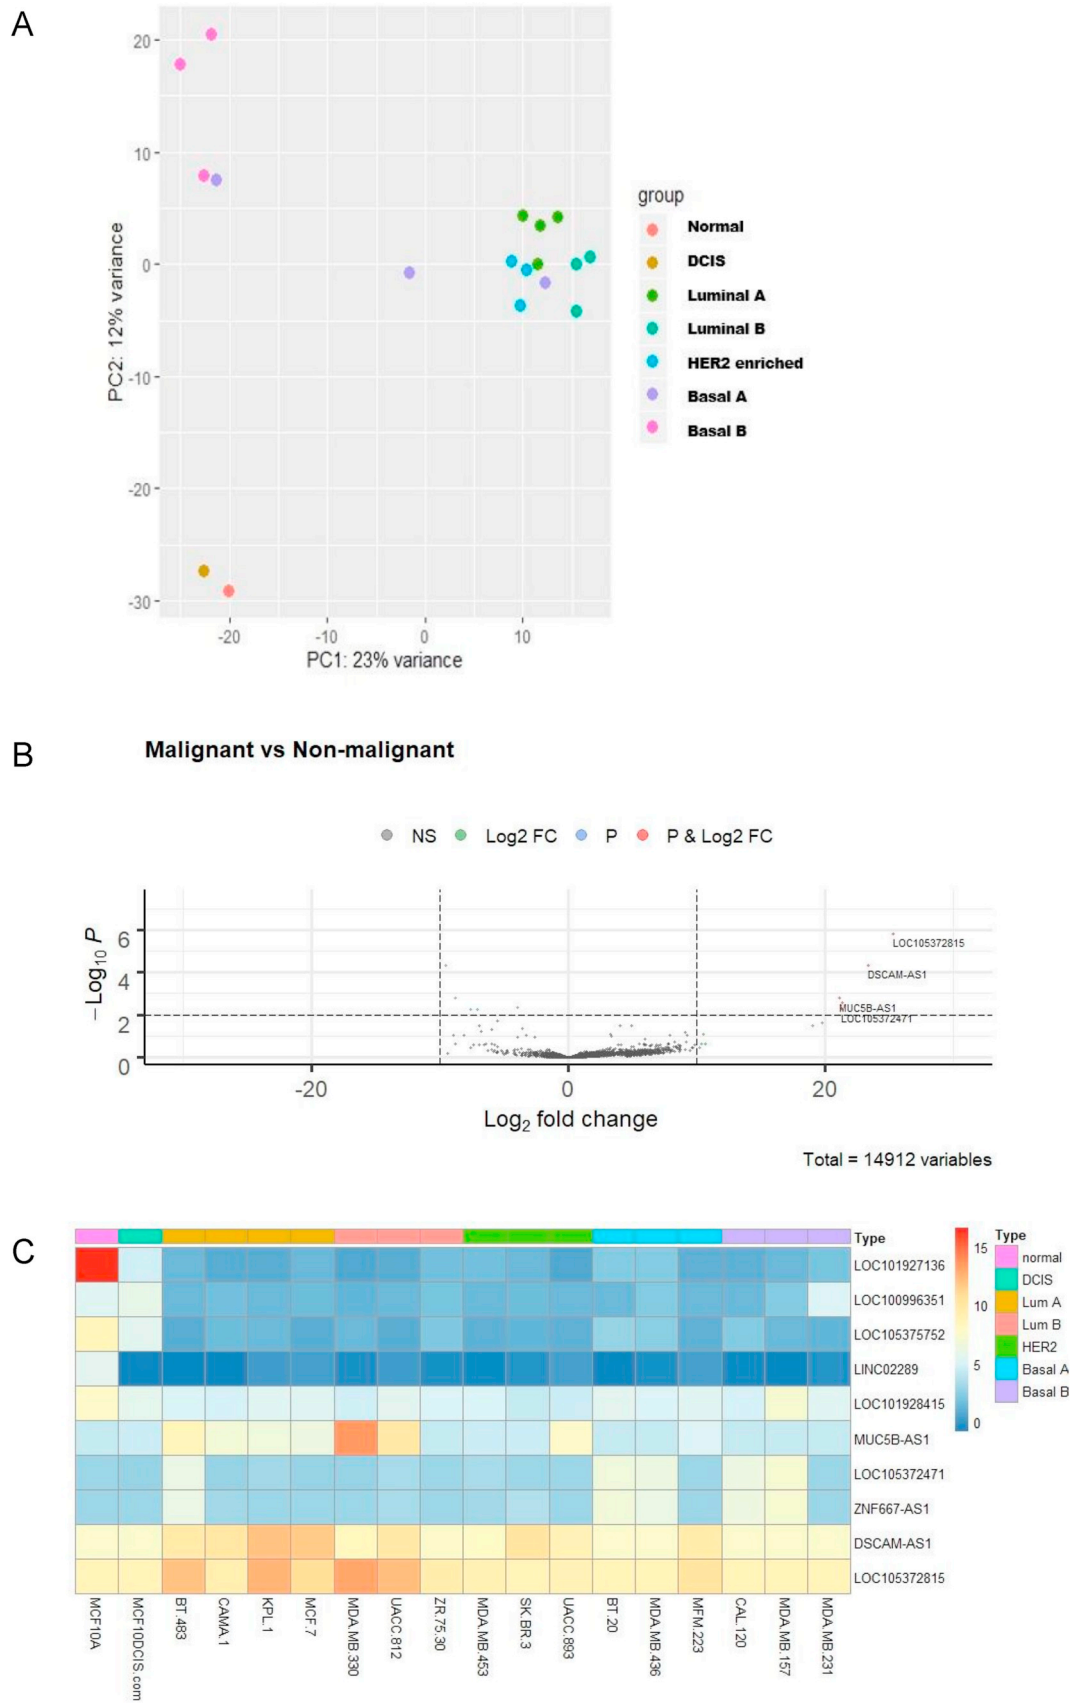 A
20
10
0
-10
-20
-30
PC2: 12% variance
-20
-10
0
10
PC1: 23% variance
group
Normal
DCIS
Luminal A
Luminal B
HER2 enriched
Basal A
Basal B
B
Malignant vs Non-malignant
NS
Log2 FC
P
P & Log2 FC
−Log₁₀ P
6
4
2
0
LOC105372815
DSCAM-AS1
MUC5B-AS1
LOC105372471
-20
0
20
Log₂ fold change
Total = 14912 variables
C
Type
LOC101927136
LOC100996351
LOC105375752
LINC02289
LOC101928415
MUC5B-AS1
LOC105372471
ZNF667-AS1
DSCAM-AS1
LOC105372815
15
10
5
0
Type
normal
DCIS
Lum A
Lum B
HER2
Basal A
Basal B
MCF10A
MCF10DCIS.com
BT.483
CAMA.1
KPL.1
MCF.7
MDA.MB.330
UACC.812
ZR.75.30
MDA.MB.453
SK.BR.3
UACC.893
BT.20
MDA.MB.436
MFM.223
CAL.120
MDA.MB.157
MDA.MB.231